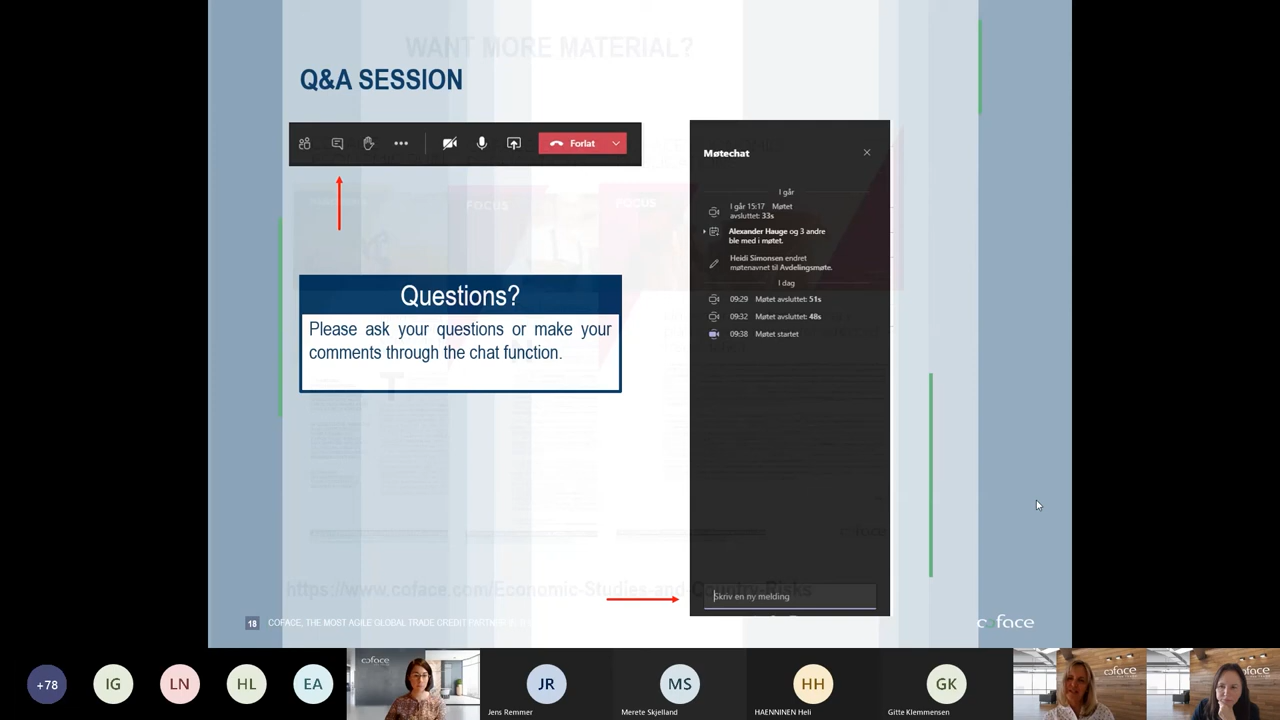 WANT MORE MATERIAL?
Q&A SESSION
Forlat
Møtechat
I går
I går 15:17 Møtet
avsluttet: 33s
Alexander Hauge og 3 andre
ble med i møtet.
Heidi Simonsen endret
møtenavnet til Avdelingsmøte.
I dag
09:29 Møtet avsluttet: 51s
09:32 Møtet avsluttet: 48s
09:38 Møtet startet
FOCUS
FOCUS
Questions?
Please ask your questions or make your
comments through the chat function.
https://www.coface.com/Economic-Studies-and-Country-Risks
Skriv en ny melding
18 COFACE, THE MOST AGILE GLOBAL TRADE CREDIT PARTNER
coface
+78
IG
LN
HL
EA
coface
JR
Jens Remmer
MS
Merete Skjelland
HH
HAENNINEN Heli
GK
Gitte Klemmensen
coface
coface